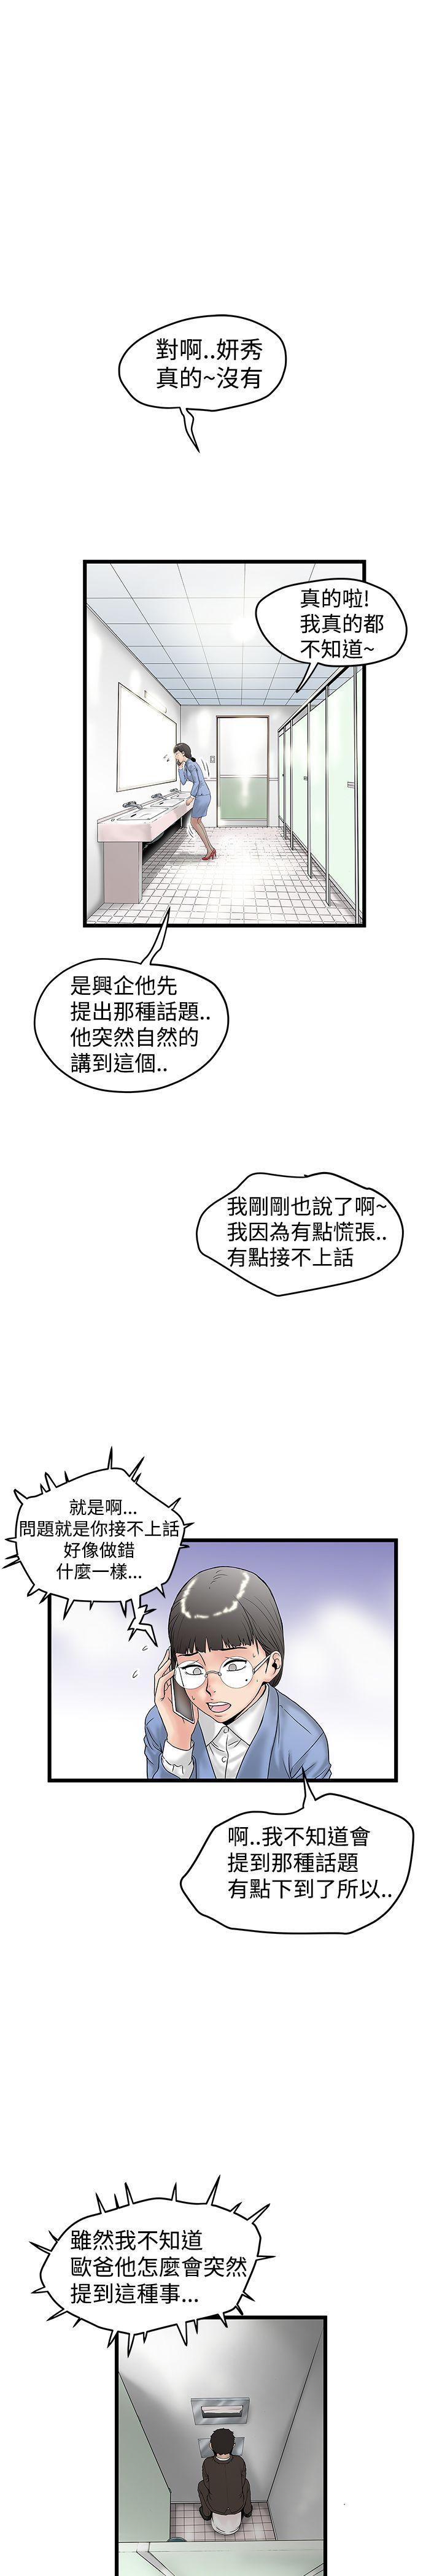 對啊..妍秀
真的~沒有
真的啦!
我真的都
不知道~
是興企他先
提出那種話題..
他突然自然的
講到這個..
我剛剛也說了啊~
我因為有點慌張..
有點接不上話
就是啊...
問題就是你接不上話
好像做錯
什麼一樣...
啊..我不知道會
提到那種話題
有點下到了所以..
雖然我不知道
歐爸他怎麼會突然
提到這種事...